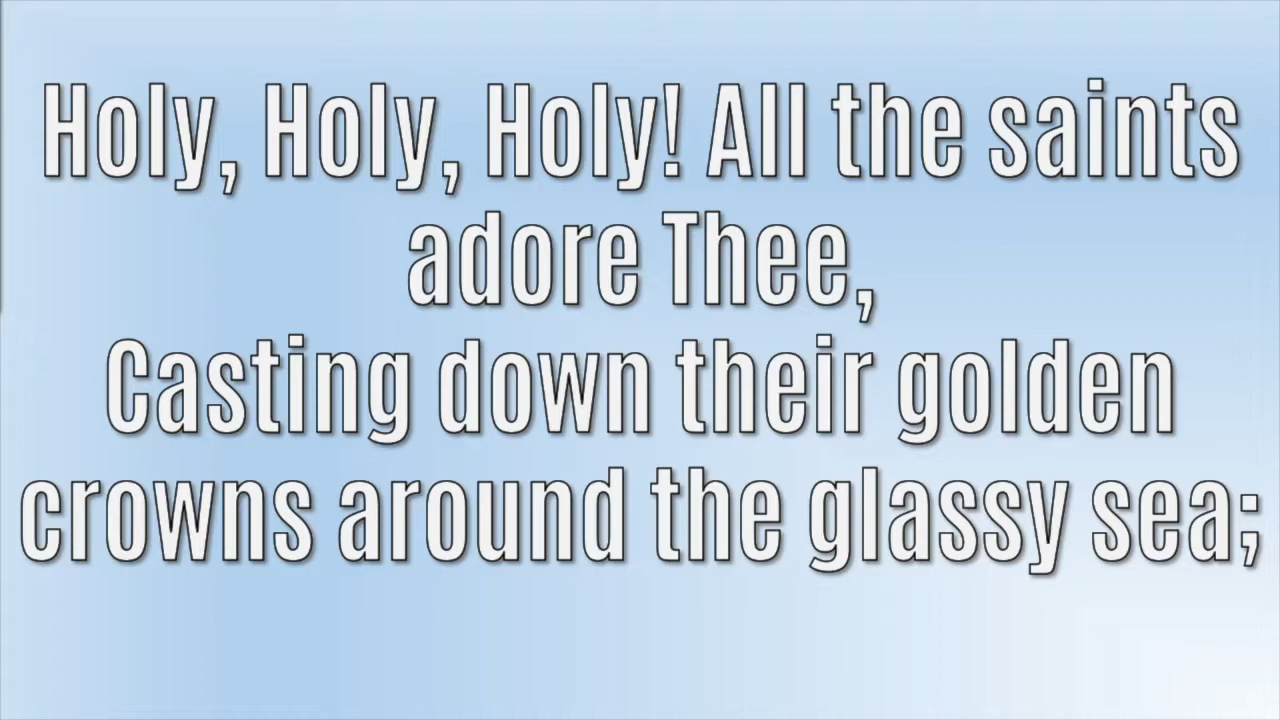 Holy, Holy, Holy! All the saints
adore Thee,
Casting down their golden
crowns around the glassy sea;